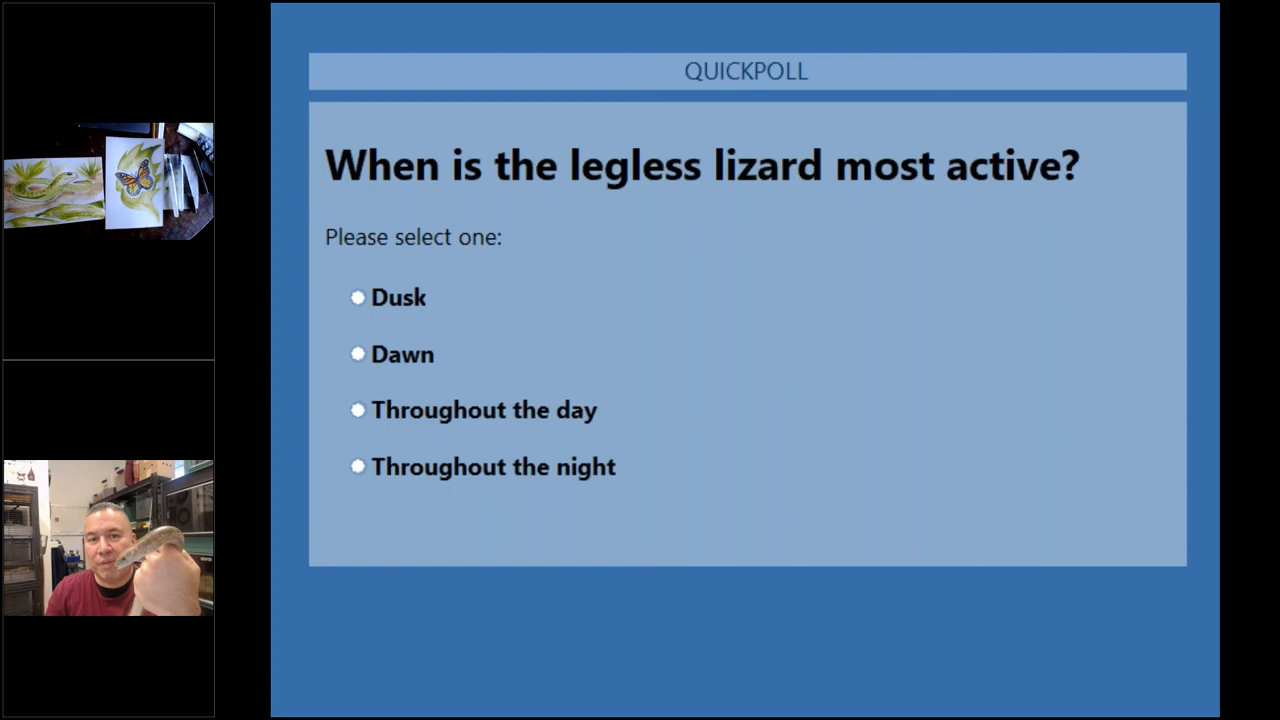 QUICKPOLL
When is the legless lizard most active?
Please select one:
Dusk
Dawn
Throughout the day
Throughout the night